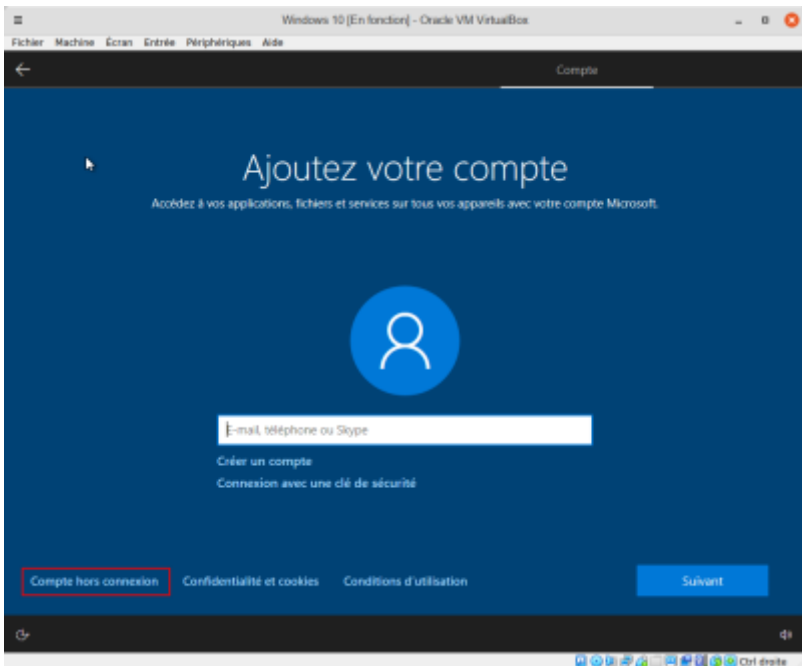 Windows 10 [En fonction] - Oracle VM VirtualBox
Fichier Machine Écran Entrée Périphériques Aide
Compte
Ajoutez votre compte
Accédez à vos applications, fichiers et services sur tous vos appareils avec votre compte Microsoft.
E-mail, téléphone ou Skype
Créer un compte
Connexion avec une clé de sécurité
Compte hors connexion Confidentialité et cookies Conditions d'utilisation Suivant
Ctrl droite